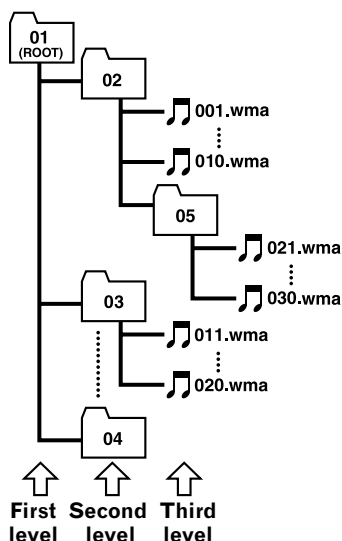 01
(ROOT)
02
001.wma
010.wma
05
021.wma
030.wma
03
011.wma
020.wma
04
First level
Second level
Third level